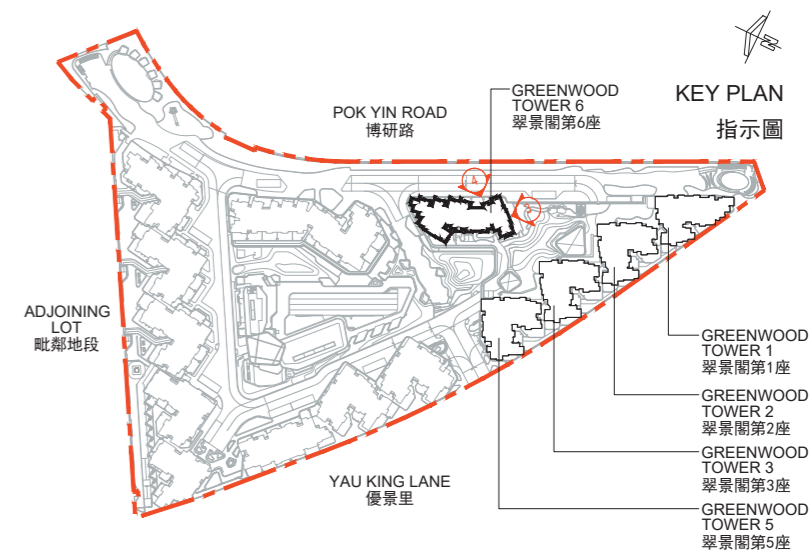 N
KEY PLAN
指示圖
GREENWOOD
TOWER 6
翠景閣第6座
POK YIN ROAD
博研路
4
3
ADJOINING
LOT
毗鄰地段
GREENWOOD
TOWER 1
翠景閣第1座
GREENWOOD
TOWER 2
翠景閣第2座
GREENWOOD
TOWER 3
翠景閣第3座
YAU KING LANE
優景里
GREENWOOD
TOWER 5
翠景閣第5座